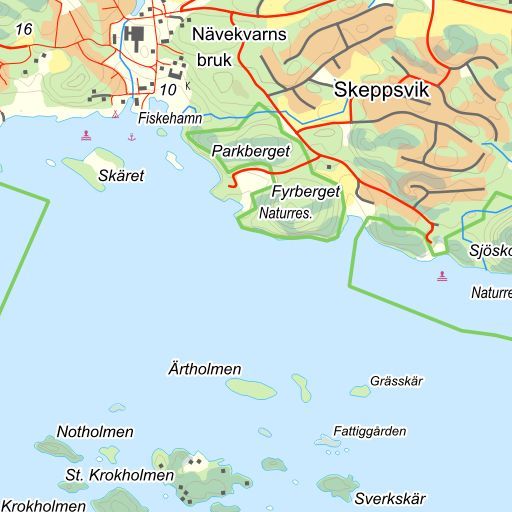 16
Nävekvarns
bruk
10
K
Skeppsvik
Fiskehamn
Parkberget
Skäret
Fyrberget
Naturres.
Sjösko
Naturre
Ärtholmen
Grässkär
Notholmen
Fattiggården
St. Krokholmen
Krokholmen
Sverkskär